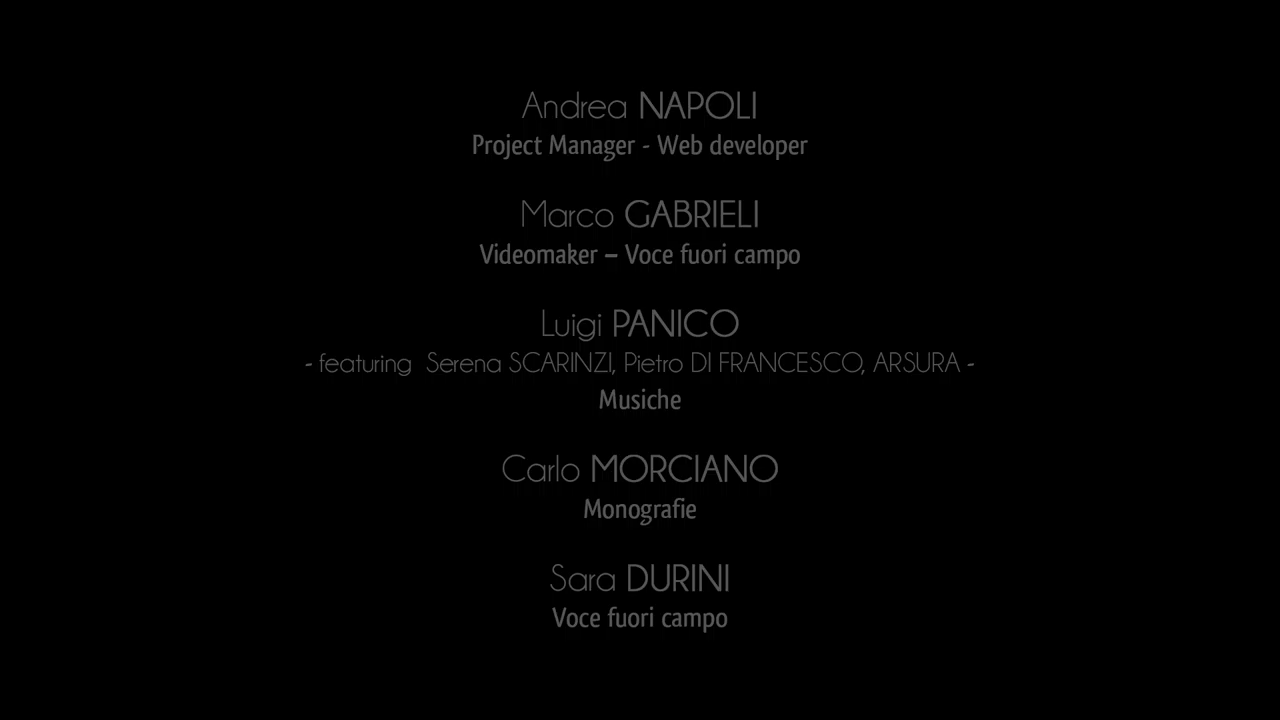 Andrea NAPOLI
Project Manager - Web developer
Marco GABRIELI
Videomaker – Voce fuori campo
Luigi PANICO
- featuring Serena SCARINZI, Pietro DI FRANCESCO, ARSURA -
Musiche
Carlo MORCIANO
Monografie
Sara DURINI
Voce fuori campo